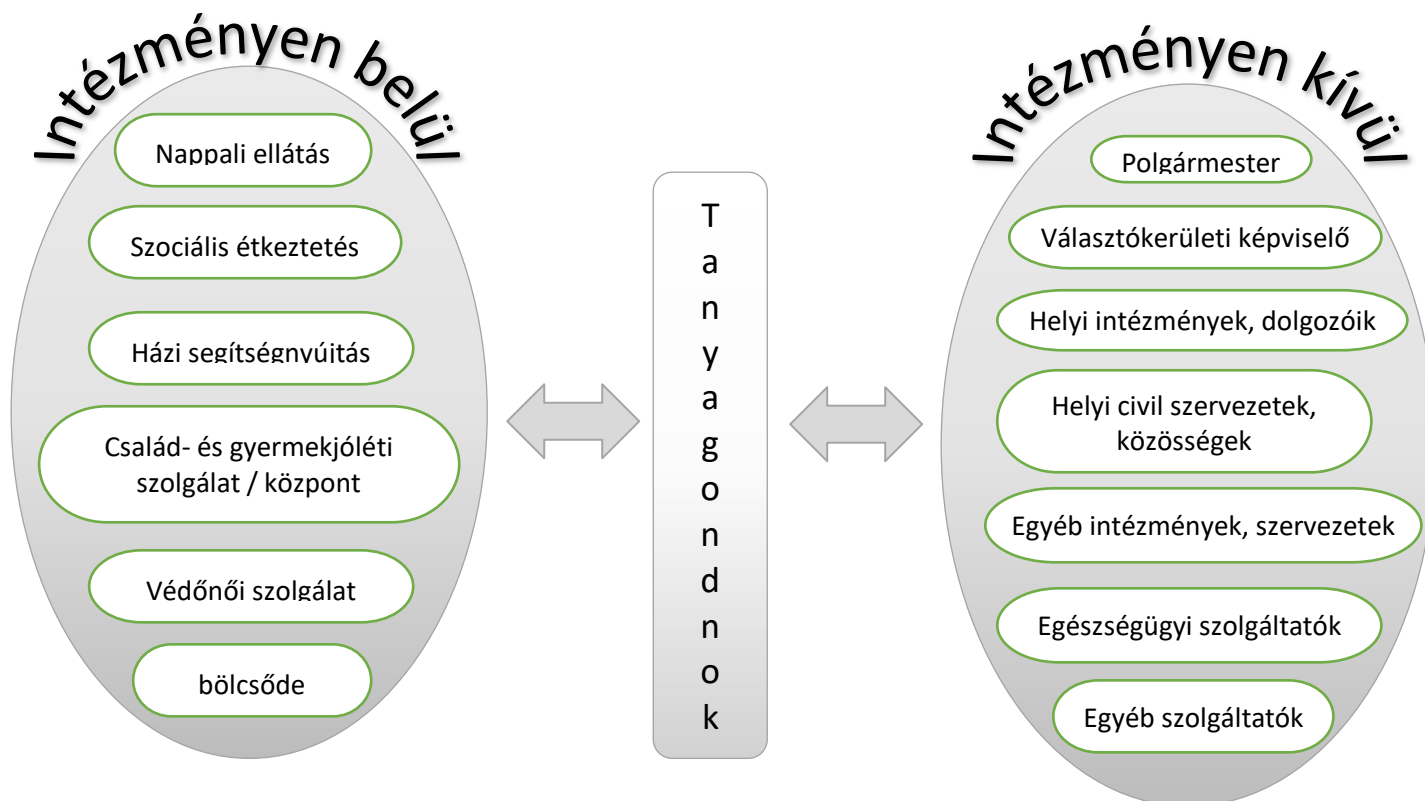 Intézményen belül
Nappali ellátás
Szociális étkeztetés
Házi segítségnyújtás
Család- és gyermekjóléti
szolgálat / központ
Védőnői szolgálat
bölcsőde
Tanyagondnok
Intézményen kívül
Polgármester
Választókerületi képviselő
Helyi intézmények, dolgozóik
Helyi civil szervezetek,
közösségek
Egyéb intézmények, szervezetek
Egészségügyi szolgáltatók
Egyéb szolgáltatók